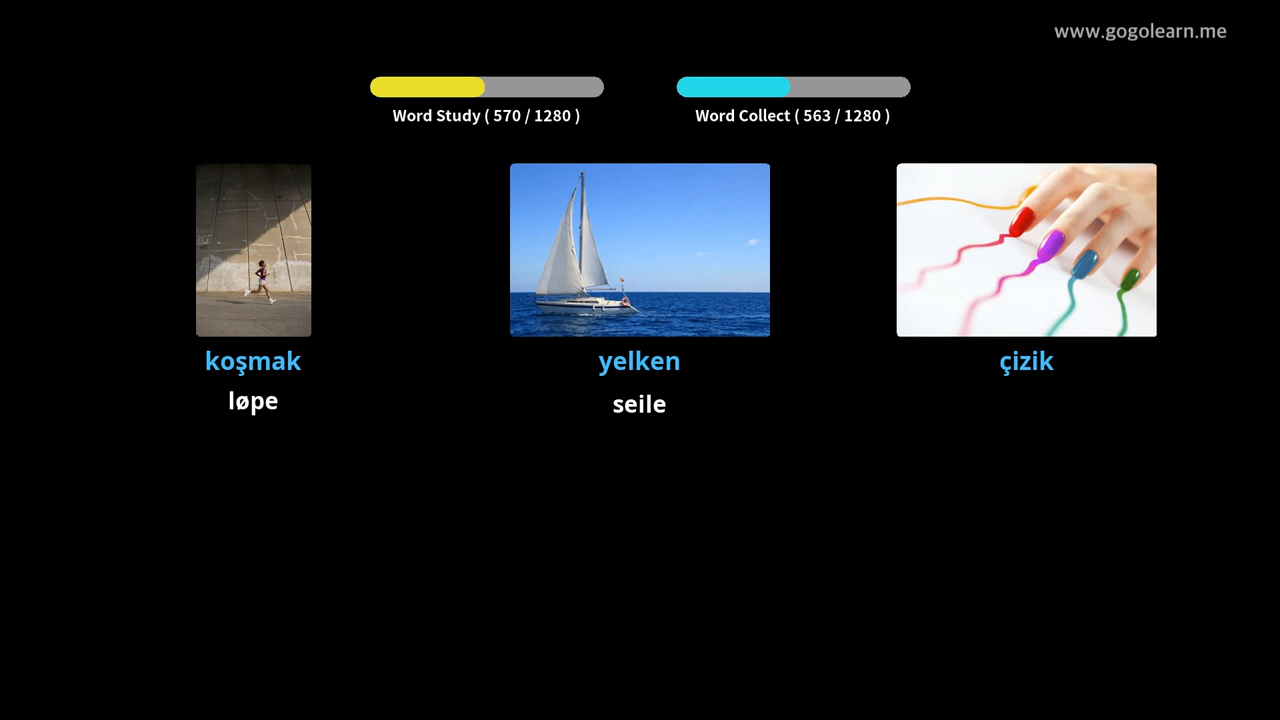 www.gogolearn.me
Word Study ( 570 / 1280 )
Word Collect ( 563 / 1280 )
koşmak
yelken
çizik
løpe
seile